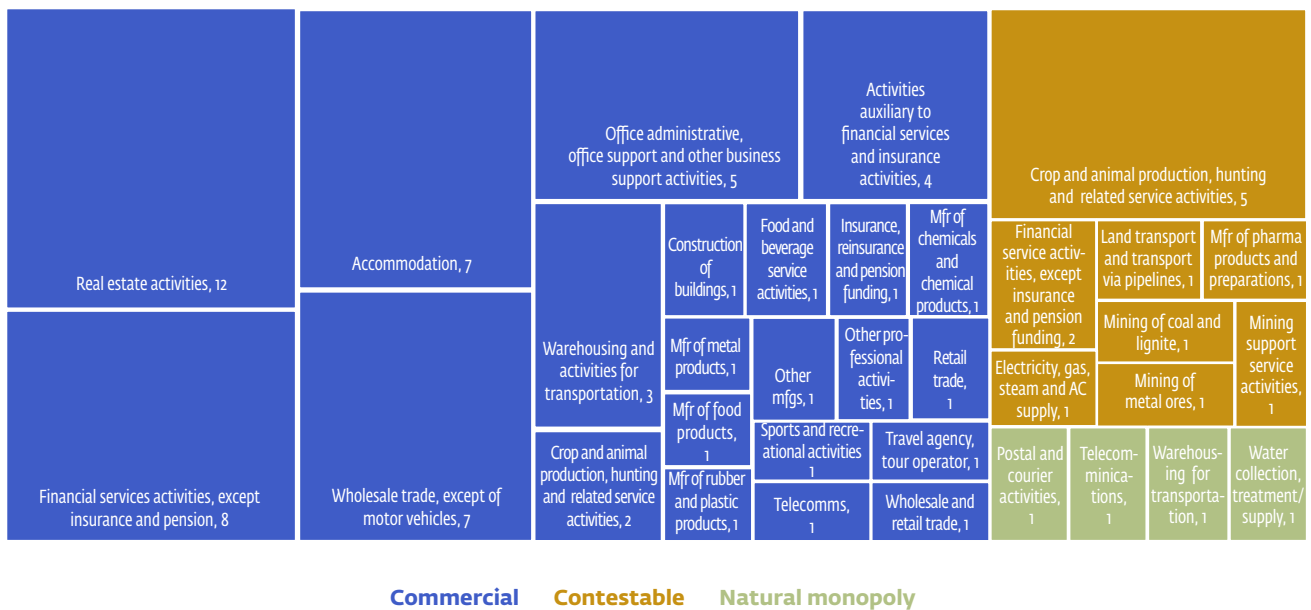 Real estate activities, 12
Financial services activities, except
insurance and pension, 8
Accommodation, 7
Wholesale trade, except of
motor vehicles, 7
Office administrative,
office support and other business
support activities, 5
Activities
auxiliary to
financial services
and insurance
activities, 4
Warehousing and
activities for
transportation, 3
Crop and animal
production, hunting
and related service
activities, 2
Construction
of
buildings, 1
Food and
beverage
service
activities, 1
Insurance,
reinsurance
and pension
funding, 1
Mfr of
chemicals
and
chemical
products, 1
Mfr of metal
products, 1
Mfr of food
products,
1
Mfr of rubber
and plastic
products, 1
Other
mfgs, 1
Other pro-
fessional
activi-
ties, 1
Retail
trade,
1
Sports and recre-
ational activities
1
Travel agency,
tour operator, 1
Telecomms,
1
Wholesale and
retail trade, 1
Crop and animal production, hunting
and related service activities, 5
Financial
service activ-
ities, except
insurance
and pension
funding, 2
Land transport
and transport
via pipelines, 1
Mfr of pharma
products and
preparations, 1
Electricity, gas,
steam and AC
supply, 1
Mining of coal and
lignite, 1
Mining of
metal ores, 1
Mining
support
service
activities,
1
Postal and
courier
activities,
1
Telecom-
minica-
tions,
1
Warehous-
ing for
transporta-
tion, 1
Water
collection,
treatment/
supply, 1
Commercial Contestable Natural monopoly